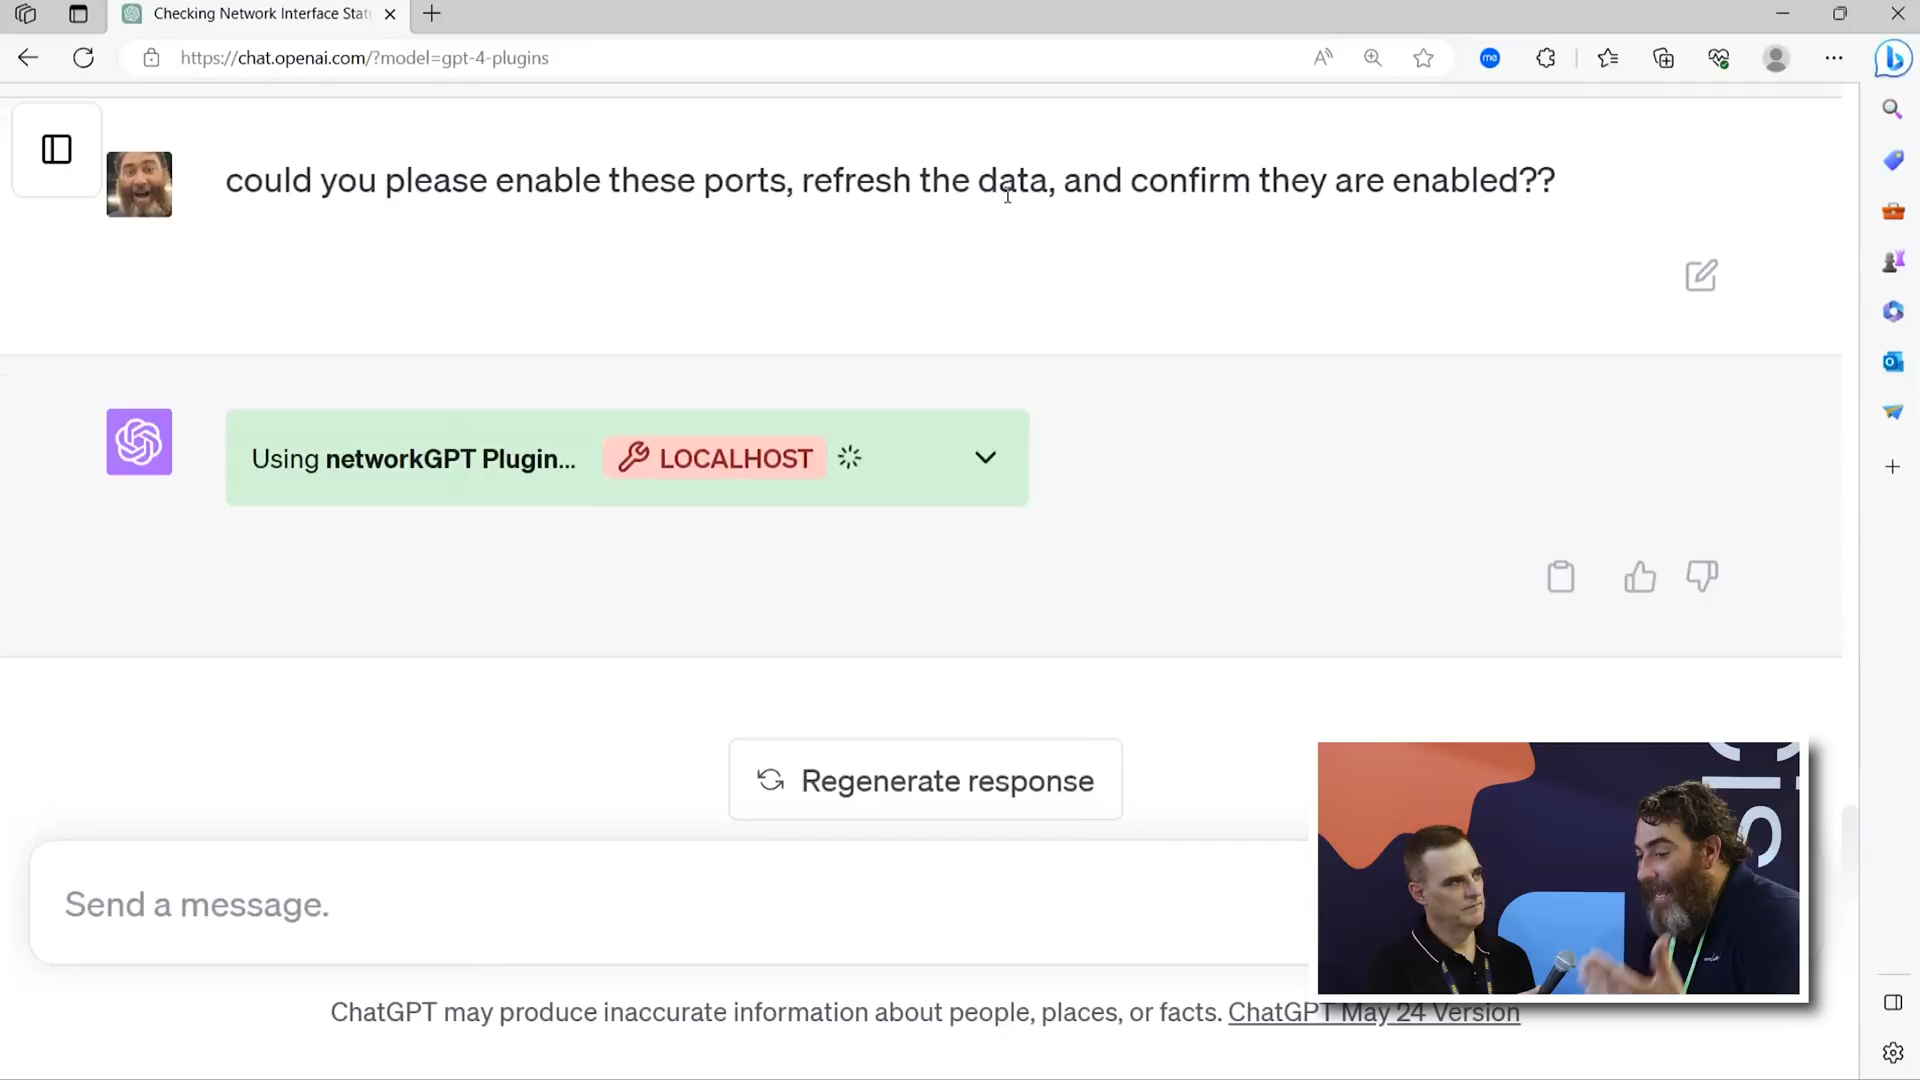 Checking Network Interface Stat
https://chat.openai.com/?model=gpt-4-plugins
could you please enable these ports, refresh the data, and confirm they are enabled??
Using networkGPT Plugin... LOCALHOST
Regenerate response
Send a message.
ChatGPT may produce inaccurate information about people, places, or facts. ChatGPT May 24 Version